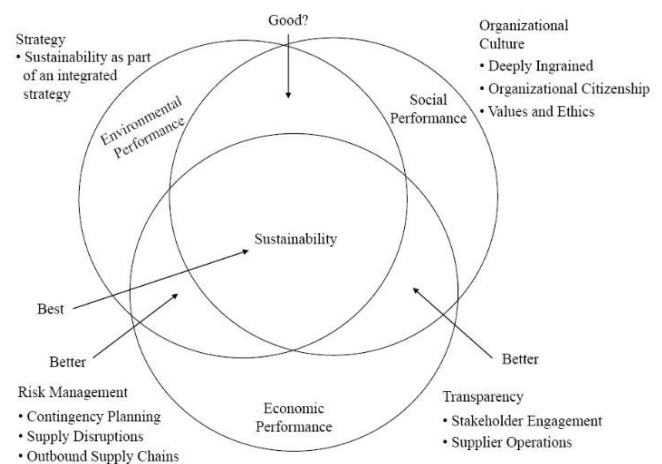 Good?
Strategy
• Sustainability as part
of an integrated
strategy
Organizational
Culture
• Deeply Ingrained
• Organizational Citizenship
• Values and Ethics
Environmental
Performance
Social
Performance
Sustainability
Best
Better
Better
Risk Management
• Contingency Planning
• Supply Disruptions
• Outbound Supply Chains
Economic
Performance
Transparency
• Stakeholder Engagement
• Supplier Operations